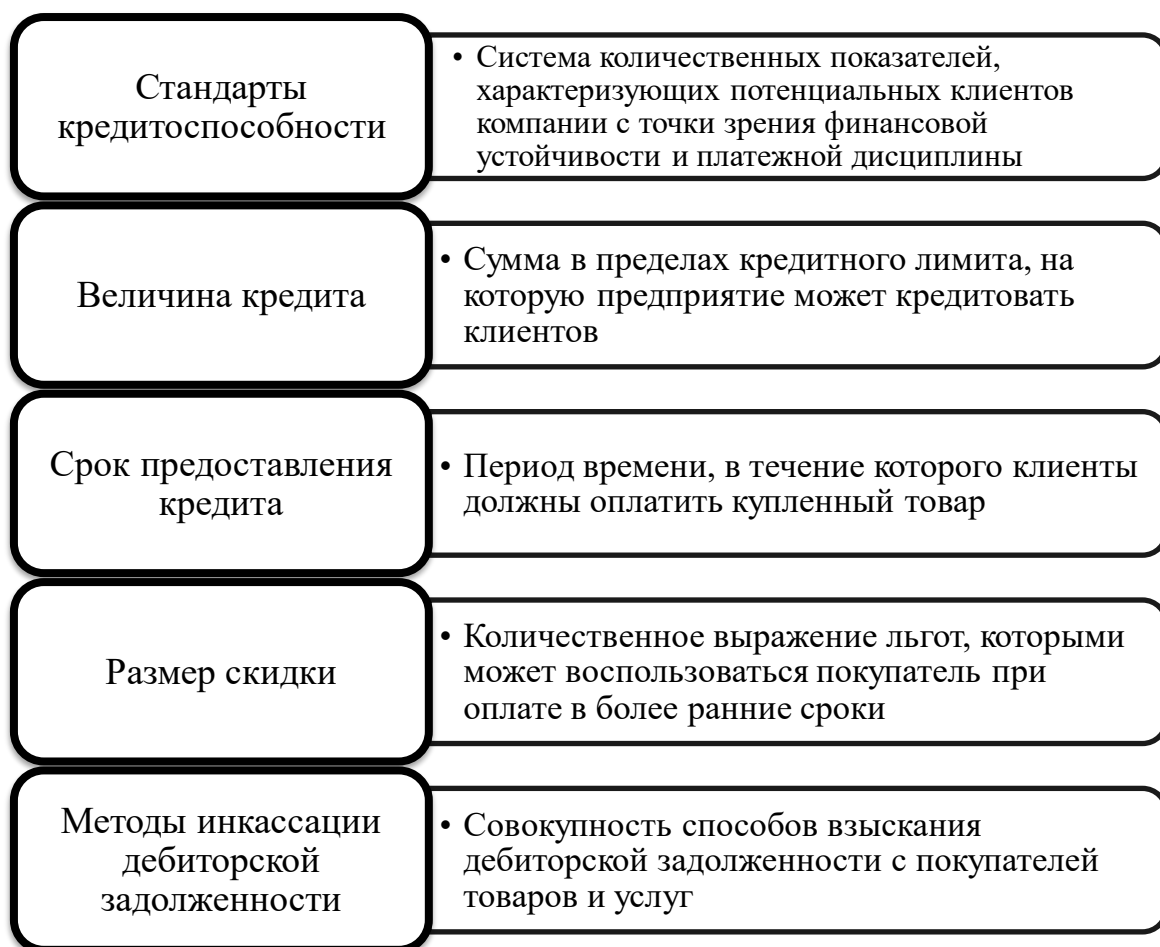 Стандарты
кредитоспособности
• Система количественных показателей,
характеризующих потенциальных клиентов
компании с точки зрения финансовой
устойчивости и платежной дисциплины
Величина кредита
• Сумма в пределах кредитного лимита, на
которую предприятие может кредитовать
клиентов
Срок предоставления
кредита
• Период времени, в течение которого клиенты
должны оплатить купленный товар
Размер скидки
• Количественное выражение льгот, которыми
может воспользоваться покупатель при
оплате в более ранние сроки
Методы инкассации
дебиторской
задолженности
• Совокупность способов взыскания
дебиторской задолженности с покупателей
товаров и услуг